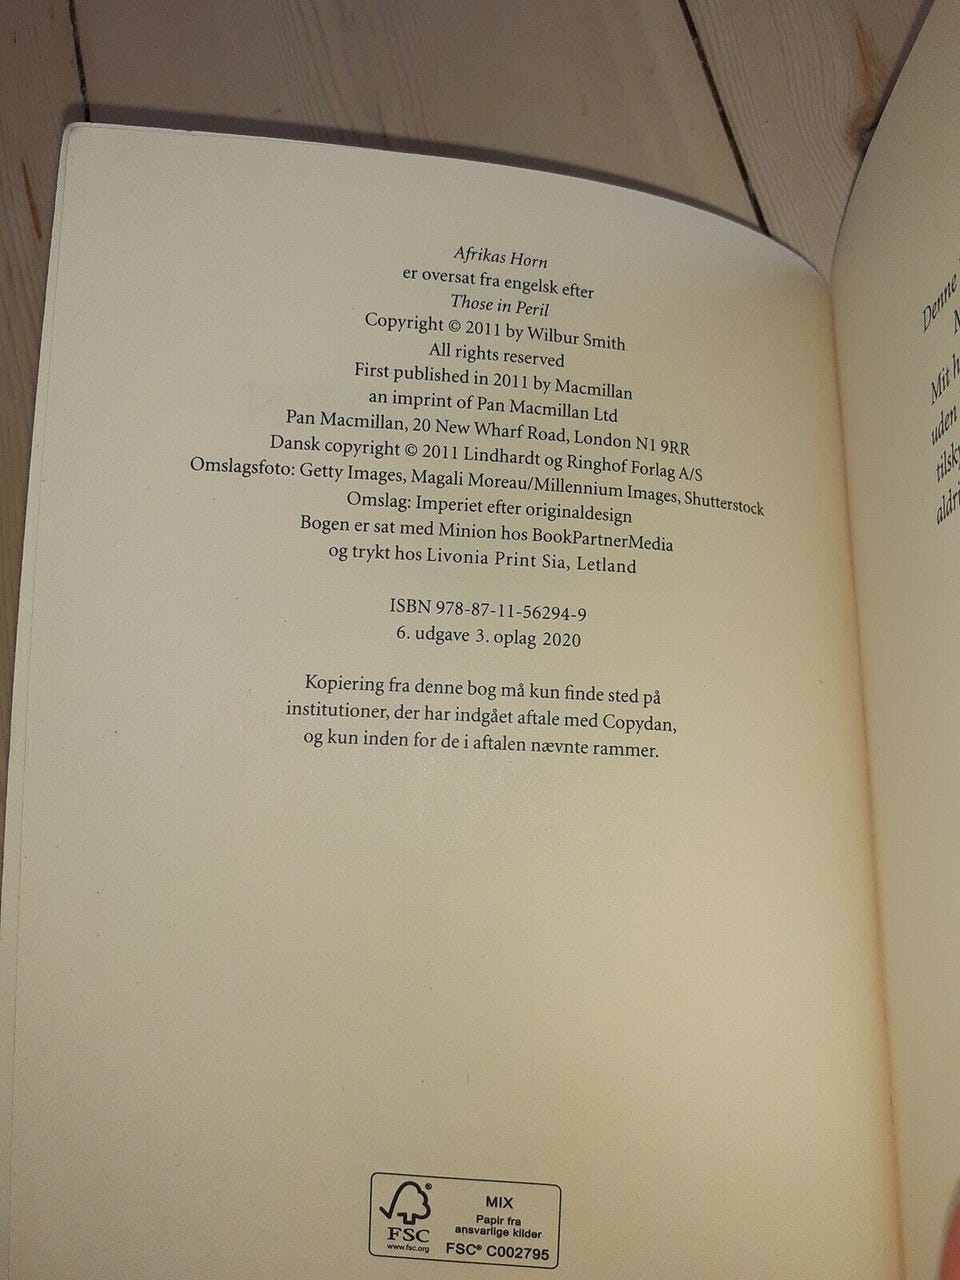 Afrikas Horn
er oversat fra engelsk efter
Those in Peril
Copyright © 2011 by Wilbur Smith
All rights reserved
First published in 2011 by Macmillan
an imprint of Pan Macmillan Ltd
Pan Macmillan, 20 New Wharf Road, London N1 9RR
Dansk copyright © 2011 Lindhardt og Ringhof Forlag A/S
Omslagsfoto: Getty Images, Magali Moreau/Millennium Images, Shutterstock
Omslag: Imperiet efter originaldesign
Bogen er sat med Minion hos BookPartnerMedia
og trykt hos Livonia Print Sia, Letland
ISBN 978-87-11-56294-9
6. udgave 3. oplag 2020
Kopiering fra denne bog må kun finde sted på
institutioner, der har indgået aftale med Copydan,
og kun inden for de i aftalen nævnte rammer.
FSC
www.fsc.org
MIX
Papir fra
ansvarlige kilder
FSC® C002795
Denne
Mit
uden